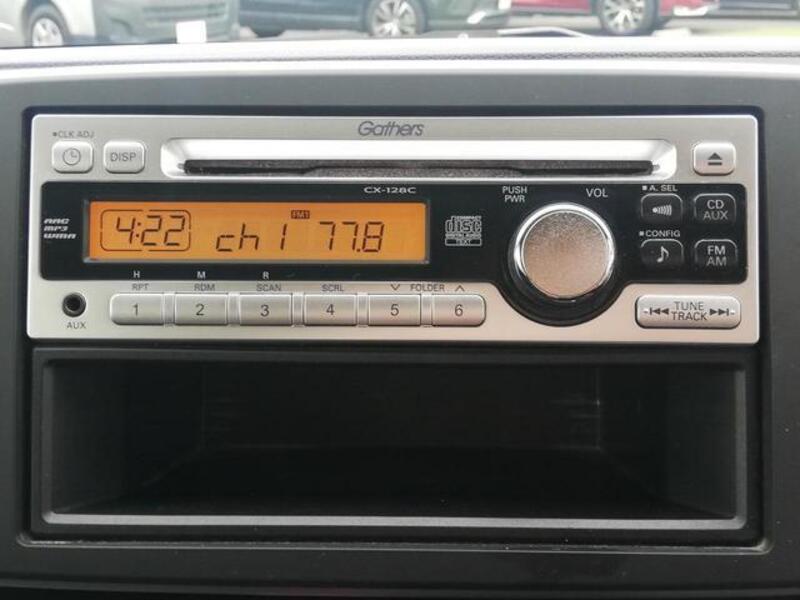 Gathers
■CLK ADJ
DISP
CX-128C
AAC
MP3
WMA
4:22
FM1
ch1 77.8
COMPACT
disc
DIGITAL AUDIO
TEXT
PUSH
PWR
VOL
■A. SEL
CD
AUX
■CONFIG
FM
AM
H M R
RPT RDM SCAN SCRL FOLDER
1 2 3 4 5 6
AUX
TUNE
TRACK